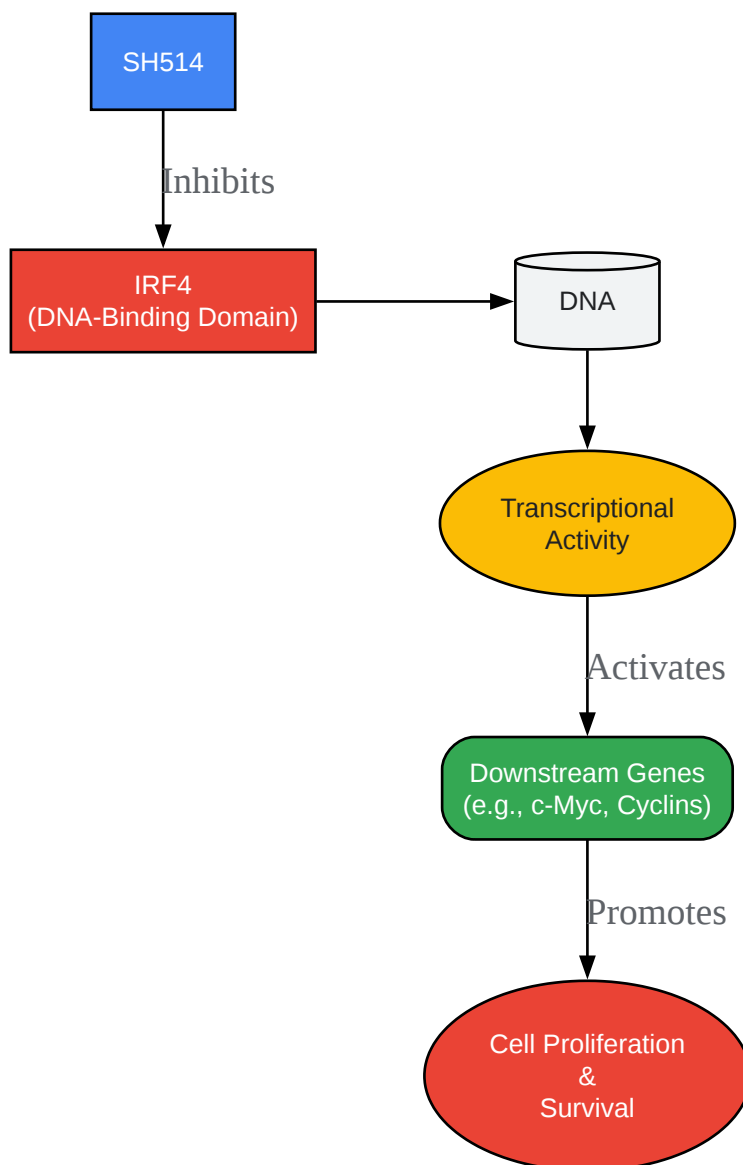 SH514
Inhibits
IRF4
(DNA-Binding Domain)
DNA
Transcriptional
Activity
Activates
Downstream Genes
(e.g., c-Myc, Cyclins)
Promotes
Cell Proliferation
&
Survival